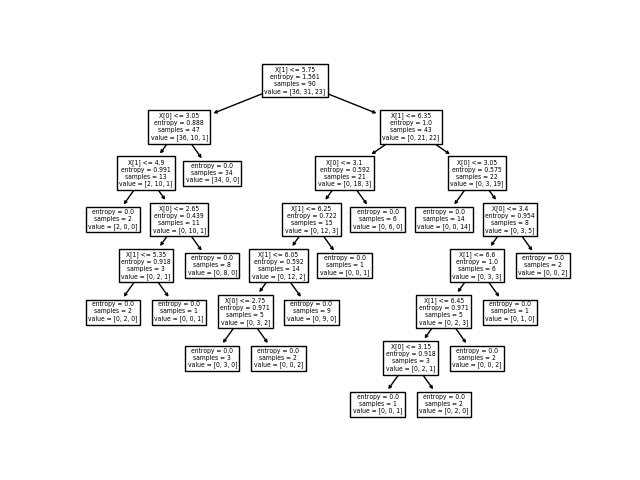 X[1] <= 5.75
entropy = 1.561
samples = 90
value = [36, 31, 23]
X[0] <= 3.05
entropy = 0.888
samples = 47
value = [36, 10, 1]
X[1] <= 6.35
entropy = 1.0
samples = 43
value = [0, 21, 22]
X[1] <= 4.9
entropy = 0.991
samples = 13
value = [2, 10, 1]
entropy = 0.0
samples = 34
value = [34, 0, 0]
X[0] <= 3.1
entropy = 0.592
samples = 21
value = [0, 18, 3]
X[0] <= 3.05
entropy = 0.575
samples = 22
value = [0, 3, 19]
entropy = 0.0
samples = 2
value = [2, 0, 0]
X[0] <= 2.65
entropy = 0.439
samples = 11
value = [0, 10, 1]
X[1] <= 6.25
entropy = 0.722
samples = 15
value = [0, 12, 3]
entropy = 0.0
samples = 6
value = [0, 6, 0]
entropy = 0.0
samples = 14
value = [0, 0, 14]
X[0] <= 3.4
entropy = 0.954
samples = 8
value = [0, 3, 5]
X[1] <= 5.35
entropy = 0.918
samples = 3
value = [0, 2, 1]
entropy = 0.0
samples = 8
value = [0, 8, 0]
X[1] <= 6.05
entropy = 0.592
samples = 14
value = [0, 12, 2]
entropy = 0.0
samples = 1
value = [0, 0, 1]
X[1] <= 6.6
entropy = 1.0
samples = 6
value = [0, 3, 3]
entropy = 0.0
samples = 2
value = [0, 0, 2]
entropy = 0.0
samples = 2
value = [0, 2, 0]
entropy = 0.0
samples = 1
value = [0, 0, 1]
X[0] <= 2.75
entropy = 0.971
samples = 5
value = [0, 3, 2]
entropy = 0.0
samples = 9
value = [0, 9, 0]
X[1] <= 6.45
entropy = 0.971
samples = 5
value = [0, 2, 3]
entropy = 0.0
samples = 1
value = [0, 1, 0]
entropy = 0.0
samples = 3
value = [0, 3, 0]
entropy = 0.0
samples = 2
value = [0, 0, 2]
X[0] <= 3.15
entropy = 0.918
samples = 3
value = [0, 2, 1]
entropy = 0.0
samples = 2
value = [0, 0, 2]
entropy = 0.0
samples = 1
value = [0, 0, 1]
entropy = 0.0
samples = 2
value = [0, 2, 0]